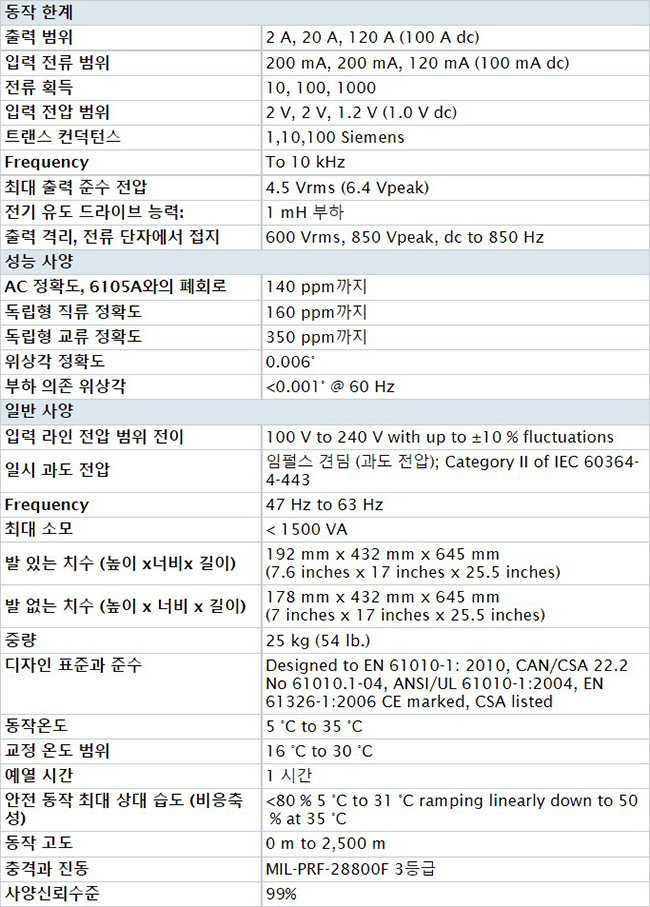 동작 한계
출력 범위 2 A, 20 A, 120 A (100 A dc)
입력 전류 범위 200 mA, 200 mA, 120 mA (100 mA dc)
전류 획득 10, 100, 1000
입력 전압 범위 2 V, 2 V, 1.2 V (1.0 V dc)
트랜스 컨덕턴스 1,10,100 Siemens
Frequency To 10 kHz
최대 출력 준수 전압 4.5 Vrms (6.4 Vpeak)
전기 유도 드라이브 능력: 1 mH 부하
출력 격리, 전류 단자에서 접지 600 Vrms, 850 Vpeak, dc to 850 Hz
성능 사양
AC 정확도, 6105A와의 폐회로 140 ppm까지
독립형 직류 정확도 160 ppm까지
독립형 교류 정확도 350 ppm까지
위상각 정확도 0.006˚
부하 의존 위상각 <0.001˚ @ 60 Hz
일반 사양
입력 라인 전압 범위 전이 100 V to 240 V with up to ±10 % fluctuations
일시 과도 전압 임펄스 견딤 (과도 전압); Category II of IEC 60364-
4-443
Frequency 47 Hz to 63 Hz
최대 소모 < 1500 VA
발 있는 치수 (높이 x너비x 길이) 192 mm x 432 mm x 645 mm
(7.6 inches x 17 inches x 25.5 inches)
발 없는 치수 (높이 x 너비 x 길이) 178 mm x 432 mm x 645 mm
(7 inches x 17 inches x 25.5 inches)
중량 25 kg (54 lb.)
디자인 표준과 준수 Designed to EN 61010-1: 2010, CAN/CSA 22.2
No 61010.1-04, ANSI/UL 61010-1:2004, EN
61326-1:2006 CE marked, CSA listed
동작온도 5 ˚C to 35 ˚C
교정 온도 범위 16 ˚C to 30 ˚C
예열 시간 1 시간
안전 동작 최대 상대 습도 (비응축 <80 % 5 ˚C to 31 ˚C ramping linearly down to 50
성) % at 35 ˚C
동작 고도 0 m to 2,500 m
충격과 진동 MIL-PRF-28800F 3등급
사양신뢰수준 99%